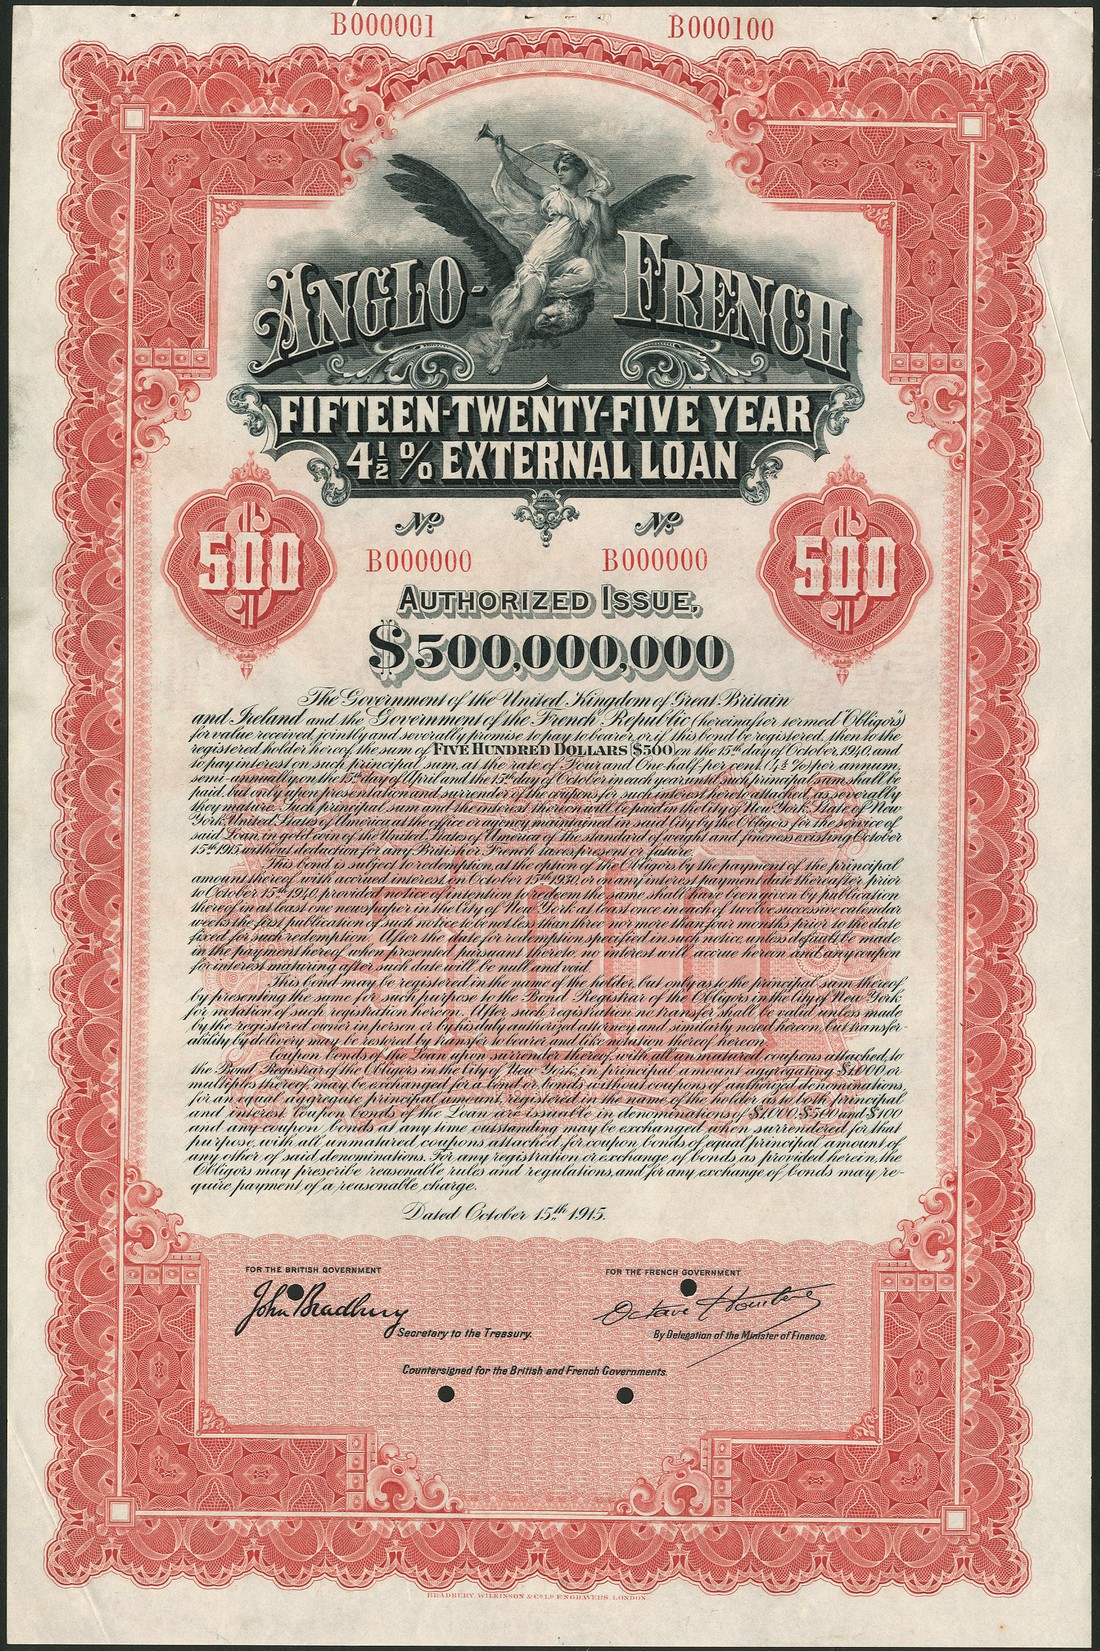 B000001 B000100
ANGLO-FRENCH
FIFTEEN-TWENTY-FIVE YEAR
4½% EXTERNAL LOAN
No. No.
B000000 B000000
500 500
AUTHORIZED ISSUE,
$500,000,000
The Government of the United Kingdom of Great Britain
and Ireland and the Government of the French Republic (hereinafter termed "Obligors")
for value received, jointly and severally promise to pay to bearer, or, if this bond be registered, then to the
registered holder hereof, the sum of FIVE HUNDRED DOLLARS ($500) on the 15th day of October, 1940, and
to pay interest on such principal sum, at the rate of Four and One-half per cent. (4½%) per annum,
semi-annually, on the 15th day of April and the 15th day of October in each year, until such principal sum shall be
paid, but only upon presentation and surrender of the coupons for such interest hereto attached, as severally
they mature. Such principal sum and the interest thereon will be paid in the City of New York, State of New
York, United States of America, at the office or agency maintained in said City by the Obligors for the service of
said Loan, in gold coin of the United States of America of the standard of weight and fineness existing October
15th 1915, without deduction for any British or French taxes, present or future.
This bond is subject to redemption, at the option of the Obligors, by the payment of the principal
amount thereof, with accrued interest, on October 15th 1930, or on any interest payment date thereafter, prior
to October 15th 1940, provided notice of intention to redeem the same shall have been given by publication
thereof in at least one newspaper in the City of New York at least once in each of twelve successive calendar
weeks, the first publication of such notice to be not less than three nor more than four months prior to the date
fixed for such redemption. After the date for redemption specified in such notice, unless default be made
in the payment hereof when presented pursuant thereto, no interest will accrue hereon and any coupon
for interest maturing after such date will be null and void.
This bond may be registered in the name of the holder, but only as to the principal sum thereof,
by presenting the same for such purpose to the Bond Registrar of the Obligors in the City of New York
for notation of such registration hereon. After such registration no transfer shall be valid unless made
by the registered owner in person or by his duly authorized attorney and similarly noted hereon, but transfer-
ability by delivery may be restored by transfer to bearer and like notation thereof hereon.
Coupon bonds of the Loan upon surrender thereof, with all unmatured coupons attached, to
the Bond Registrar of the Obligors in the City of New York, in principal amount aggregating $1,000 or
multiples thereof, may be exchanged for a bond or bonds without coupons of authorized denominations,
for an equal aggregate principal amount, registered in the name of the holder as to both principal
and interest. Coupon bonds of the Loan are issuable in denominations of $1,000, $500 and $100
and any coupon bonds at any time outstanding may be exchanged when surrendered for that
purpose, with all unmatured coupons attached, for coupon bonds of equal principal amount of
any other of said denominations. For any registration or exchange of bonds as provided herein, the
Obligors may prescribe reasonable rules and regulations, and for any exchange of bonds may re-
quire payment of a reasonable charge.
Dated October 15th 1915.
FOR THE BRITISH GOVERNMENT FOR THE FRENCH GOVERNMENT
John Bradbury Octave Homberg
Secretary to the Treasury. By Delegation of the Minister of Finance.
Countersigned for the British and French Governments.
BRADBURY, WILKINSON & Co. Ld. ENGRAVERS, LONDON.